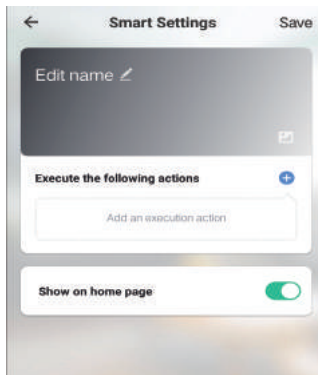 Smart Settings Save
Edit name
Execute the following actions
Add an execution action
Show on home page